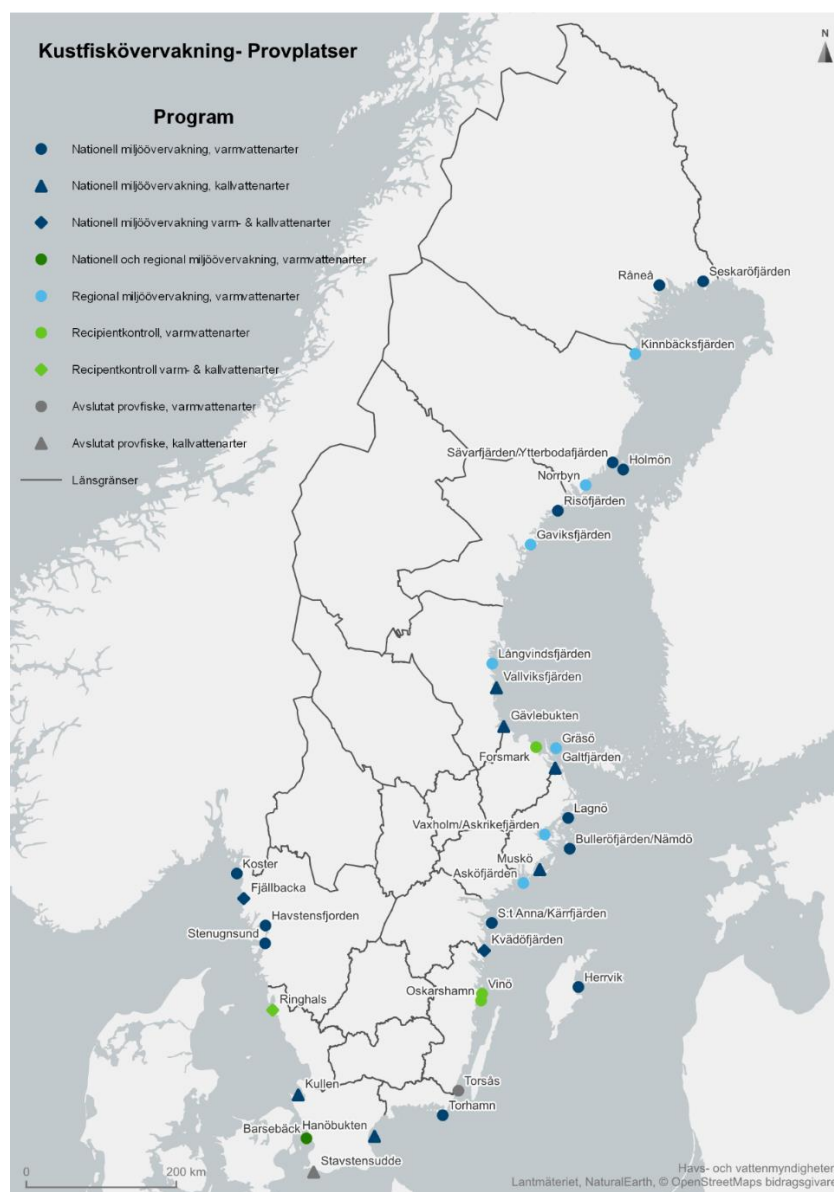 Kustfiskövervakning- Provplatser
N
Program
Nationell miljöövervakning, varmvattenarter
Nationell miljöövervakning, kallvattenarter
Nationell miljöövervakning varm- & kallvattenarter
Nationell och regional miljöövervakning, varmvattenarter
Regional miljöövervakning, varmvattenarter
Recipientkontroll, varmvattenarter
Recipentkontroll varm- & kallvattenarter
Avslutat provfiske, varmvattenarter
Avslutat provfiske, kallvattenarter
Länsgränser
Råneå
Seskaröfjärden
Kinnbäcksfjärden
Sävarfjärden/Ytterbodafjärden
Holmön
Norrbyn
Risöfjärden
Gaviksfjärden
Långvindsfjärden
Vallviksfjärden
Gävlebukten
Gräsö
Forsmark
Galtfjärden
Lagnö
Vaxholm/Askrikefjärden
Bulleröfjärden/Nämdö
Muskö
Koster
Asköfjärden
Fjällbacka
Havstensfjorden
S:t Anna/Kärrfjärden
Stenugnsund
Kvädöfjärden
Oskarshamn
Vinö
Herrvik
Ringhals
Kullen
Torsås
Torhamn
Barsebäck
Hanöbukten
Stavstensudde
0
200 km
Havs- och vattenmyndigheten
Lantmäteriet, NaturalEarth, © OpenStreetMaps bidragsgivare